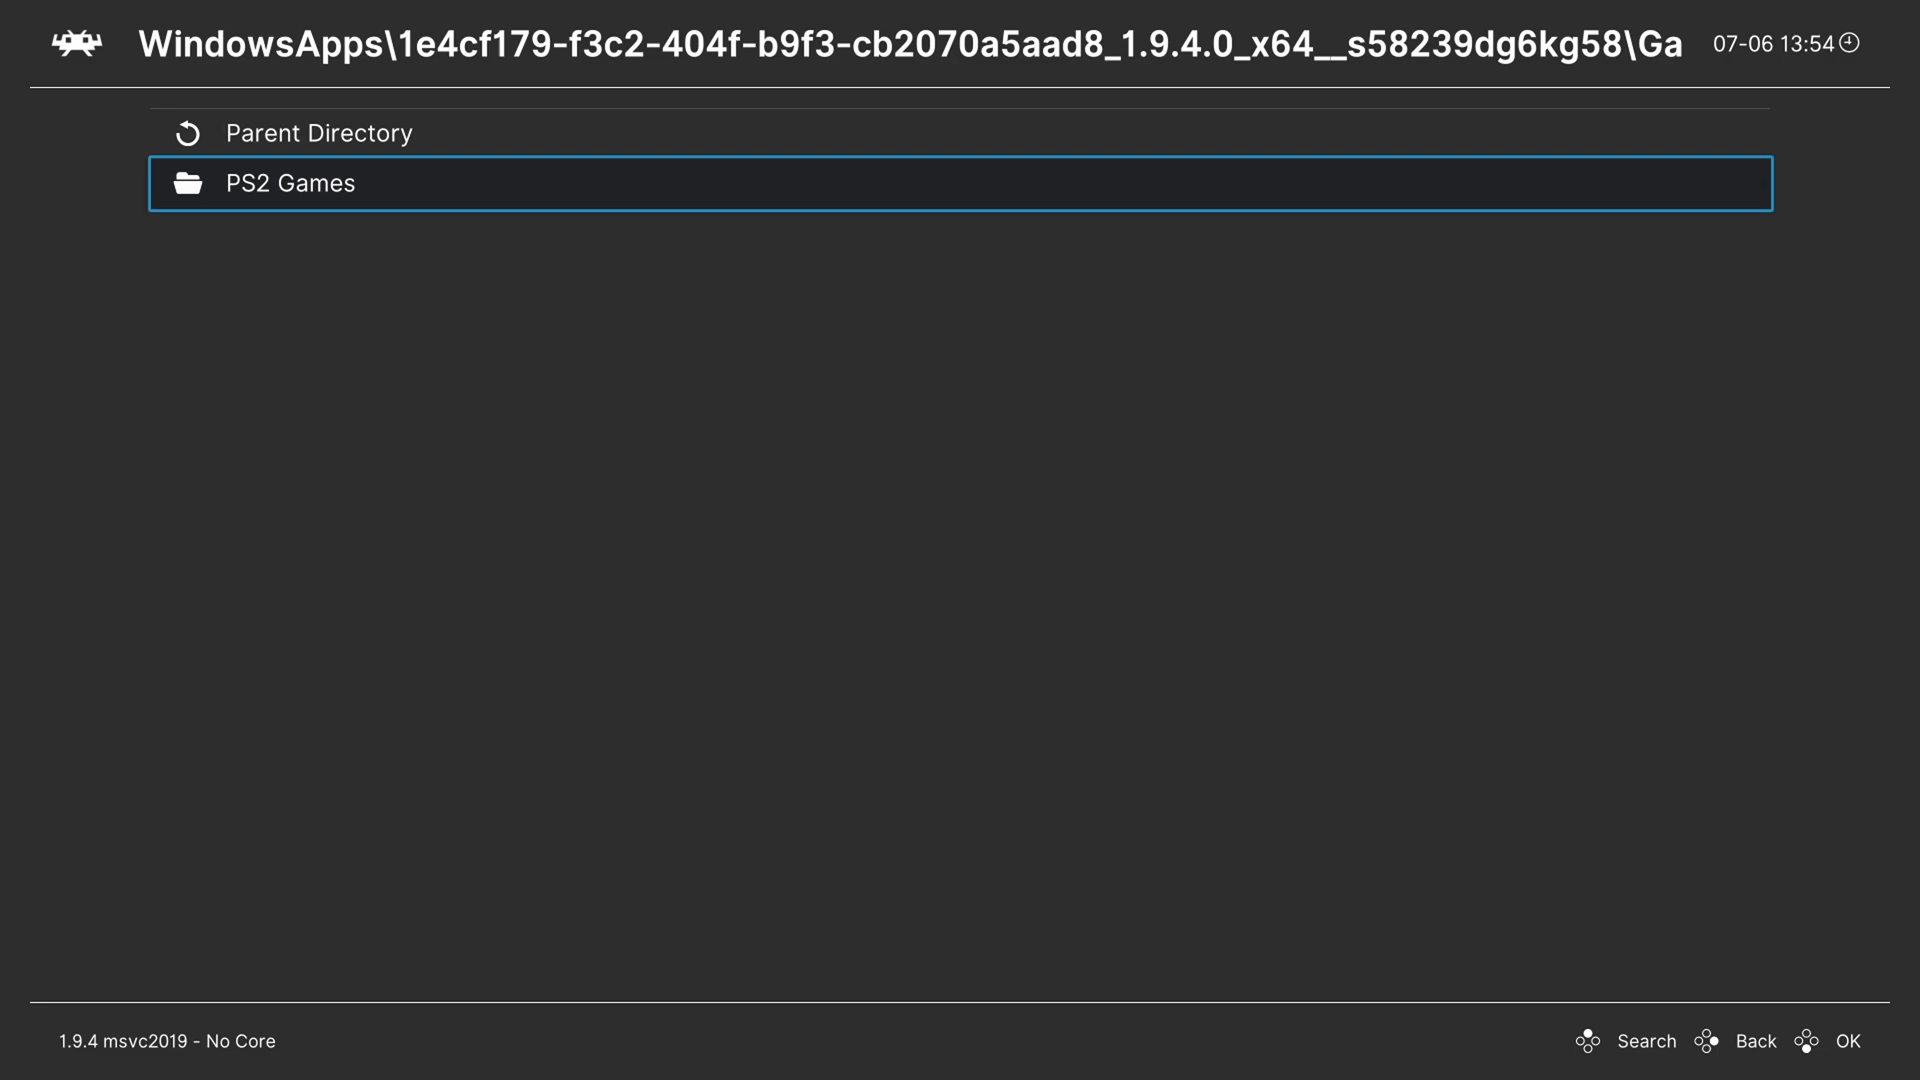 WindowsApps\1e4cf179-f3c2-404f-b9f3-cb2070a5aad8_1.9.4.0_x64__s58239dg6kg58\Ga
07-06 13:54
Parent Directory
PS2 Games
1.9.4 msvc2019 - No Core
Search Back OK